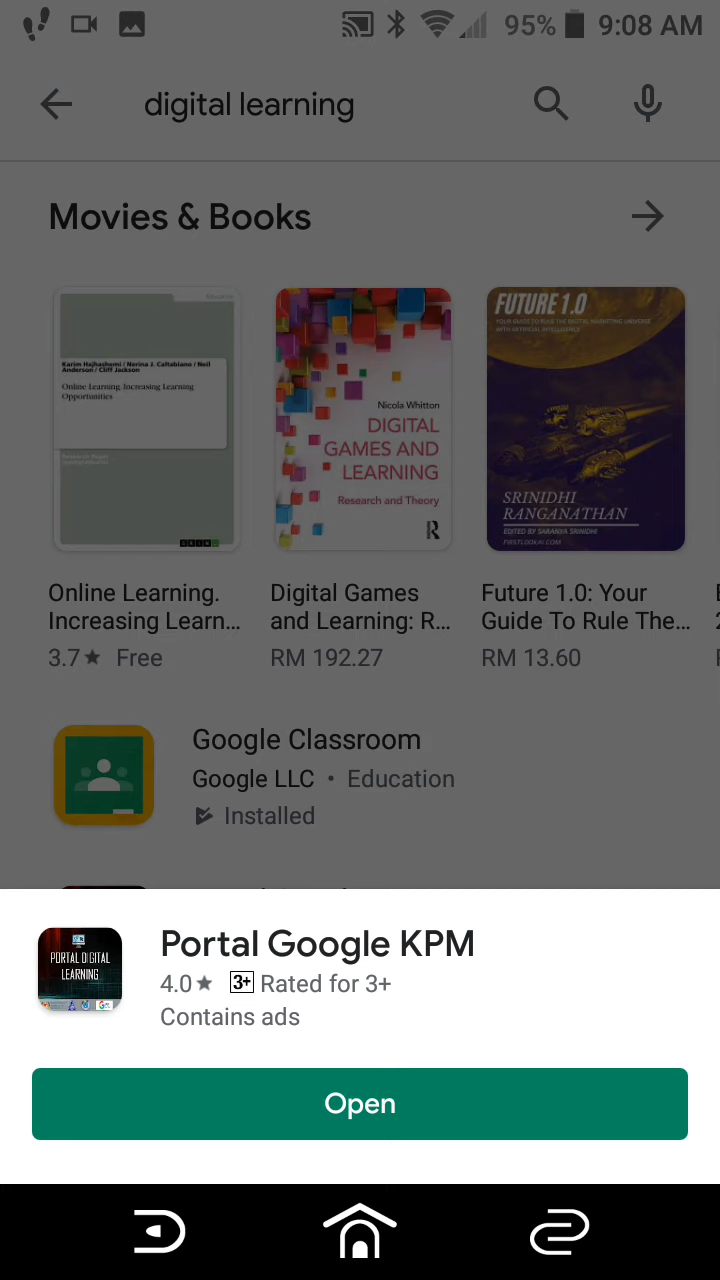 95% 9:08 AM
digital learning
Movies & Books
Karim Hajhashemi / Nerina J. Caltabiano / Neil
Anderson / Cliff Jackson
Online Learning. Increasing Learning
Opportunities
Nicola Whitton
DIGITAL
GAMES AND
LEARNING
Research and Theory
R
FUTURE 1.0
YOUR GUIDE TO RULE THE DIGITAL MARKETING UNIVERSE
WITH ARTIFICIAL INTELLIGENCE
SRINIDHI
RANGANATHAN
EDITED BY SARANYA SRINIDHI
FIRSTLOOKAI.COM
Online Learning.
Increasing Learn...
3.7★ Free
Digital Games
and Learning: R...
RM 192.27
Future 1.0: Your
Guide To Rule The...
RM 13.60
Google Classroom
Google LLC • Education
Installed
PORTAL DIGITAL
LEARNING
Portal Google KPM
4.0★ 3+ Rated for 3+
Contains ads
Open